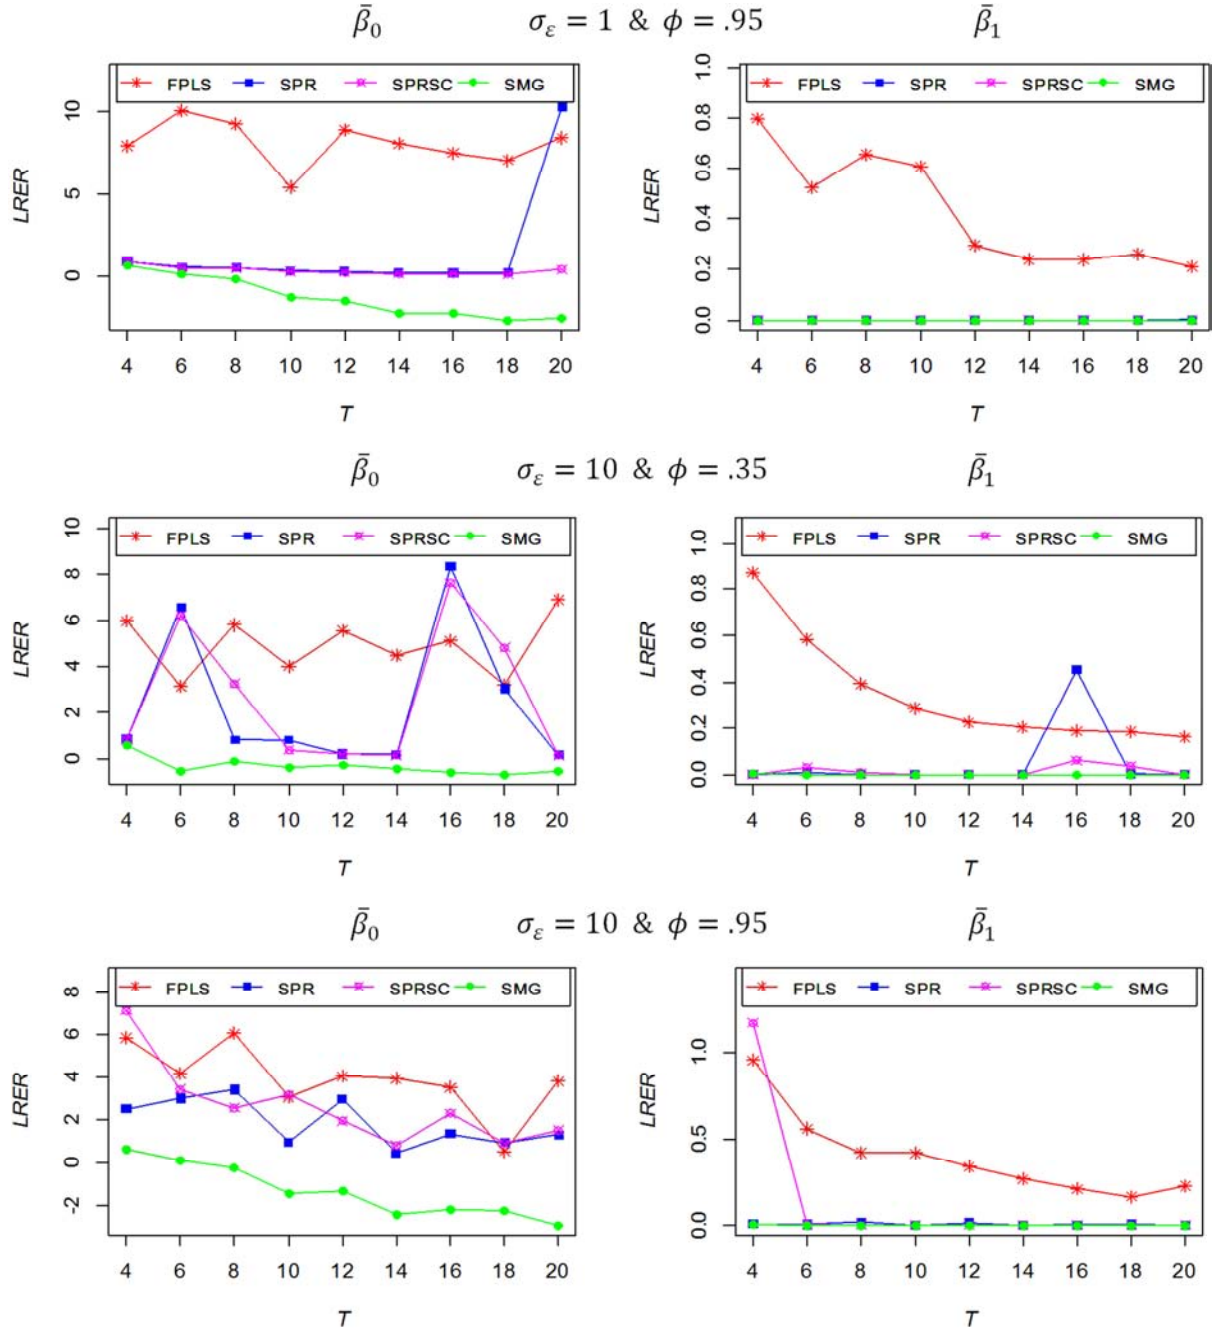 β̄₀ σ_ε = 1 & ϕ = .95 β̄₁
FPLS SPR SPRSC SMG
10
5
0
LRER
4 6 8 10 12 14 16 18 20
T
FPLS SPR SPRSC SMG
1.0
0.8
0.6
0.4
0.2
0.0
LRER
4 6 8 10 12 14 16 18 20
T
β̄₀ σ_ε = 10 & ϕ = .35 β̄₁
FPLS SPR SPRSC SMG
10
8
6
4
2
0
LRER
4 6 8 10 12 14 16 18 20
T
FPLS SPR SPRSC SMG
1.0
0.8
0.6
0.4
0.2
0.0
LRER
4 6 8 10 12 14 16 18 20
T
β̄₀ σ_ε = 10 & ϕ = .95 β̄₁
FPLS SPR SPRSC SMG
8
6
4
2
0
-2
LRER
4 6 8 10 12 14 16 18 20
T
FPLS SPR SPRSC SMG
1.0
0.5
0.0
LRER
4 6 8 10 12 14 16 18 20
T